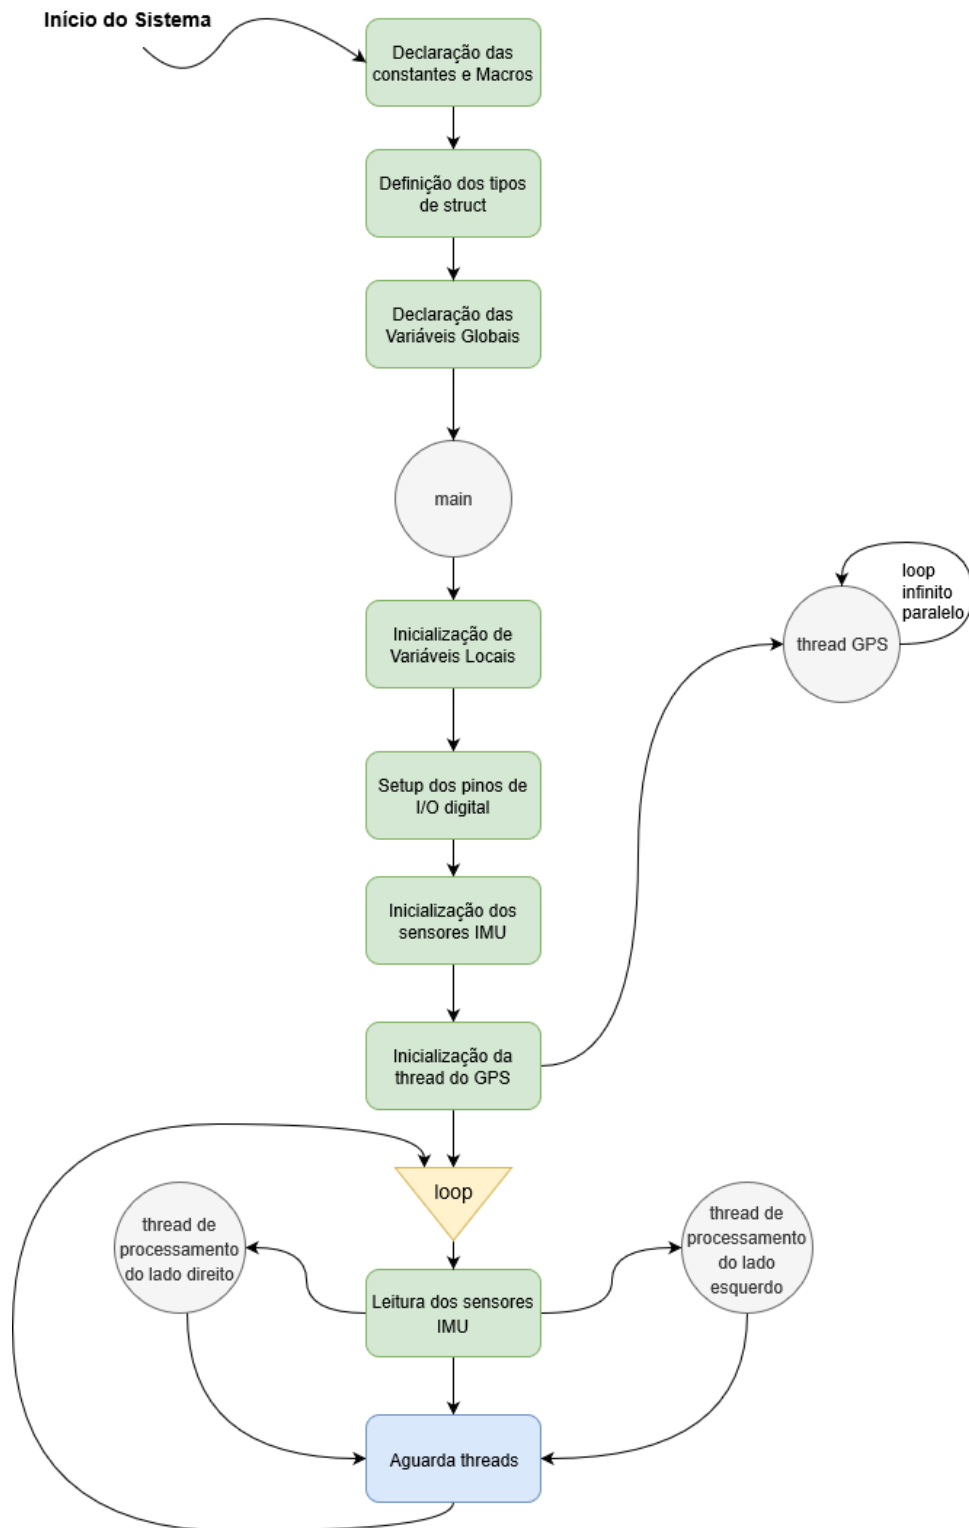 Início do Sistema
Declaração das
constantes e Macros
Definição dos tipos
de struct
Declaração das
Variáveis Globais
main
Inicialização de
Variáveis Locais
loop
infinito
paralelo
thread GPS
Setup dos pinos de
I/O digital
Inicialização dos
sensores IMU
Inicialização da
thread do GPS
loop
thread de
processamento
do lado direito
thread de
processamento
do lado
esquerdo
Leitura dos sensores
IMU
Aguarda threads